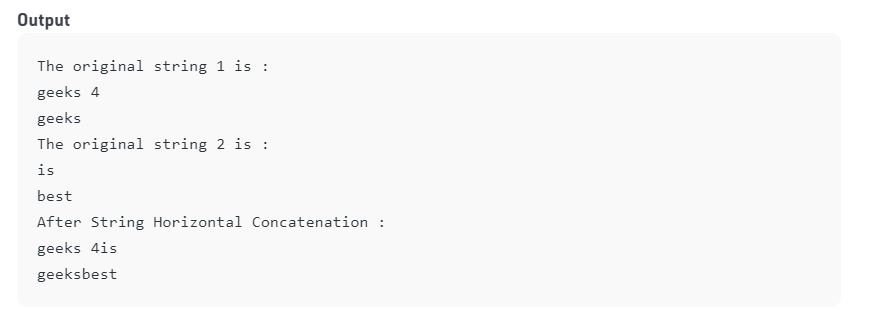 Output
The original string 1 is :
geeks 4
geeks
The original string 2 is :
is
best
After String Horizontal Concatenation :
geeks 4is
geeksbest